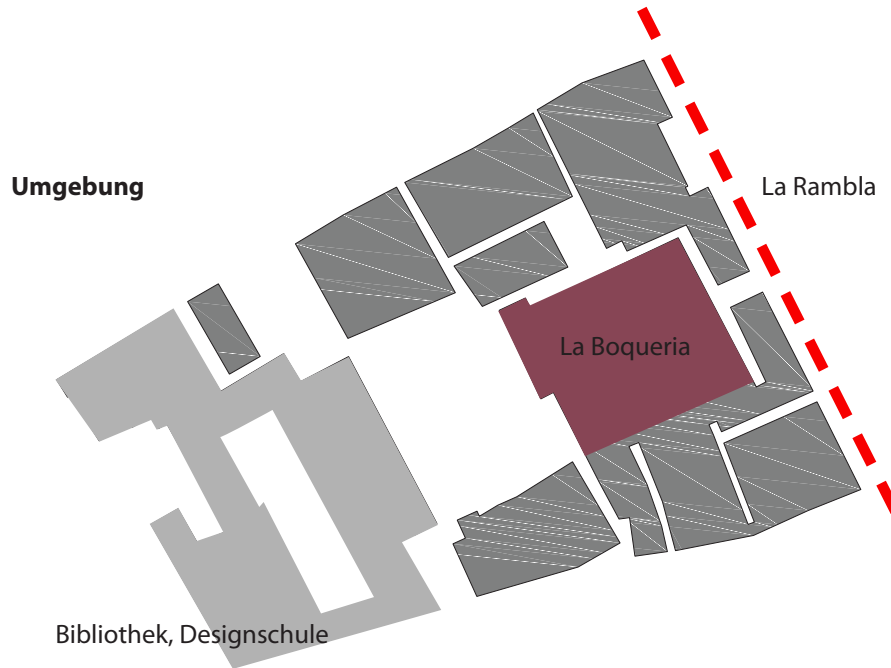 Umgebung
La Rambla
La Boqueria
Bibliothek, Designschule